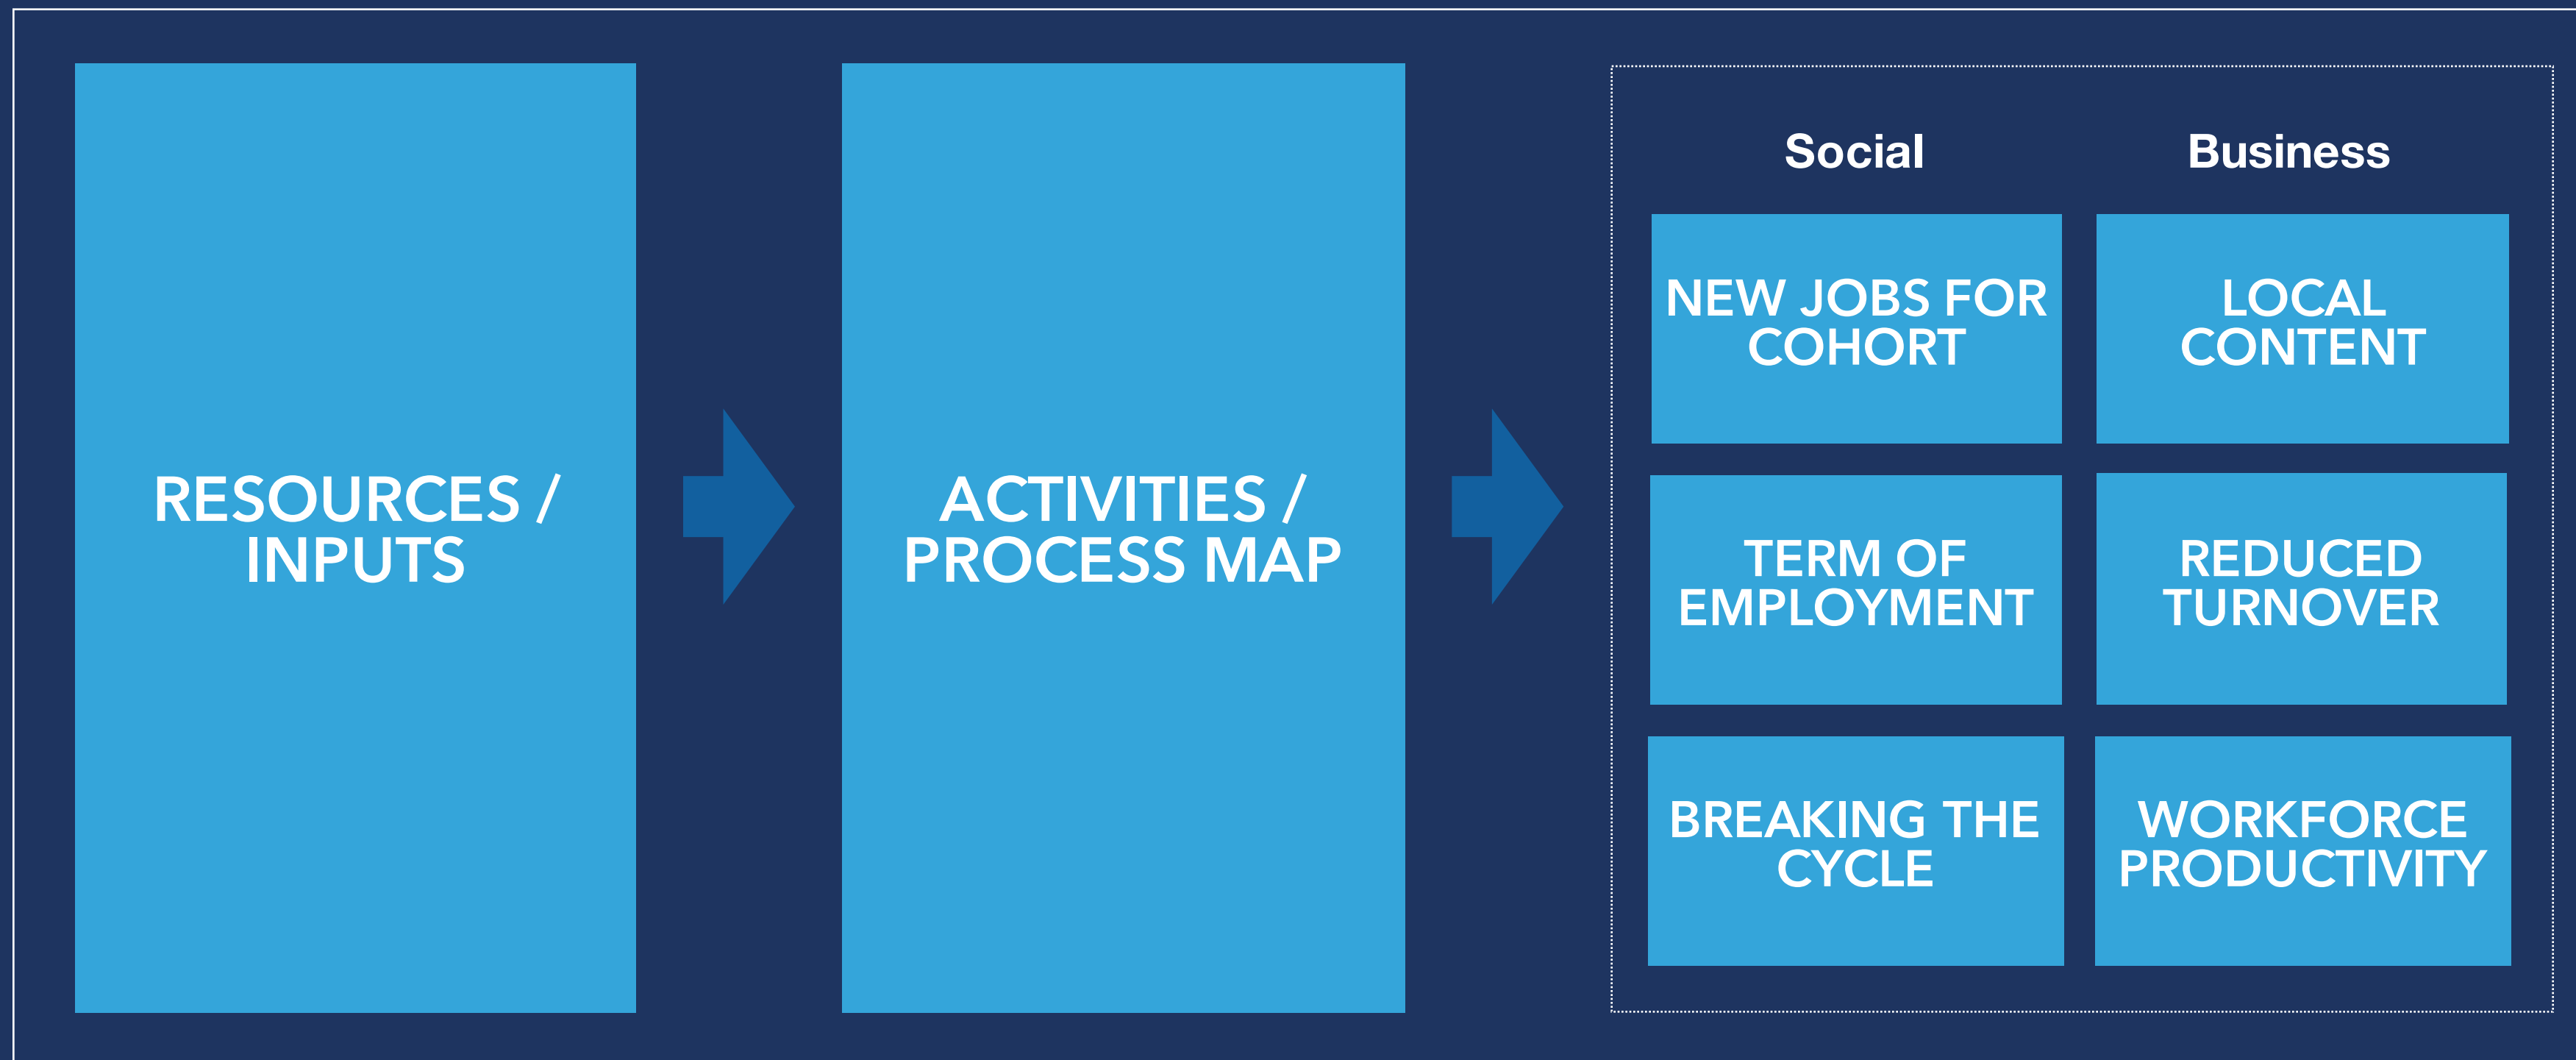 RESOURCES /
INPUTS
ACTIVITIES /
PROCESS MAP
Social
Business
NEW JOBS FOR
COHORT
LOCAL
CONTENT
TERM OF
EMPLOYMENT
REDUCED
TURNOVER
BREAKING THE
CYCLE
WORKFORCE
PRODUCTIVITY